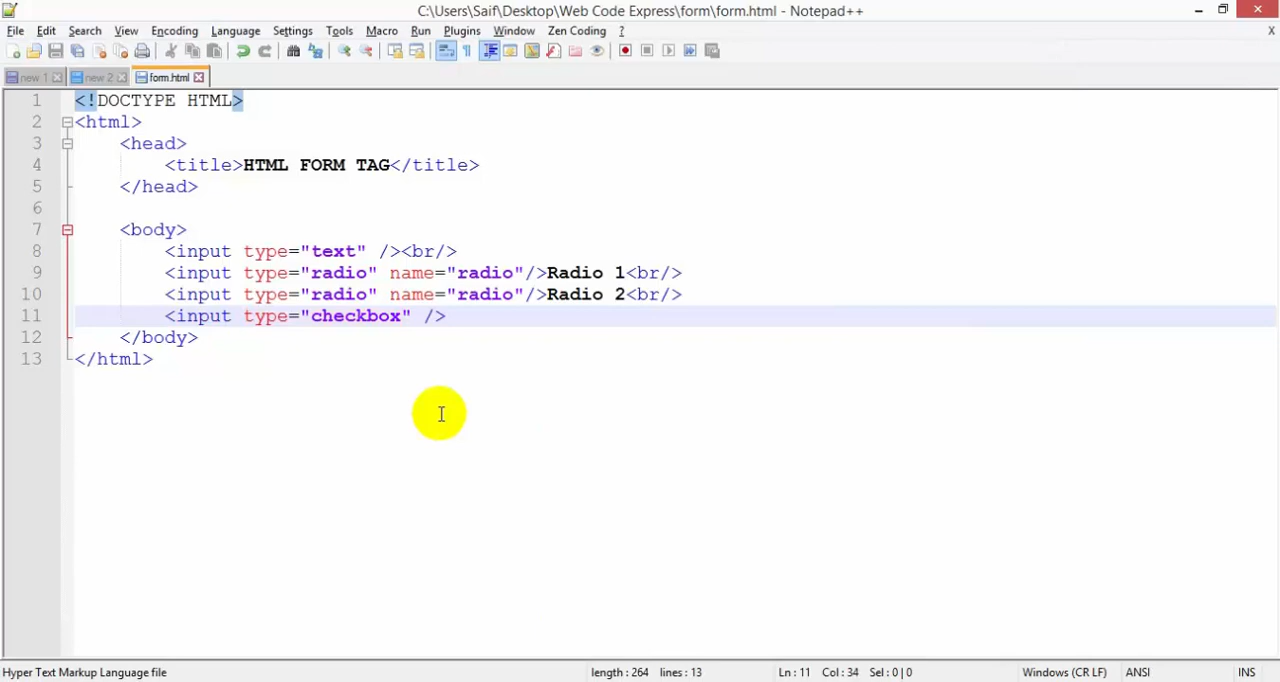 C:\Users\Saif\Desktop\Web Code Express\form\form.html - Notepad++
File Edit Search View Encoding Language Settings Tools Macro Run Plugins Window Zen Coding ? X
new 1 new 2 form.html
1 <!DOCTYPE HTML>
2 <html>
3 <head>
4 <title>HTML FORM TAG</title>
5 </head>
6
7 <body>
8 <input type="text" /><br/>
9 <input type="radio" name="radio"/>Radio 1<br/>
10 <input type="radio" name="radio"/>Radio 2<br/>
11 <input type="checkbox" />
12 </body>
13 </html>
Hyper Text Markup Language file length : 264 lines : 13 Ln : 11 Col : 34 Sel : 0 | 0 Windows (CR LF) ANSI INS